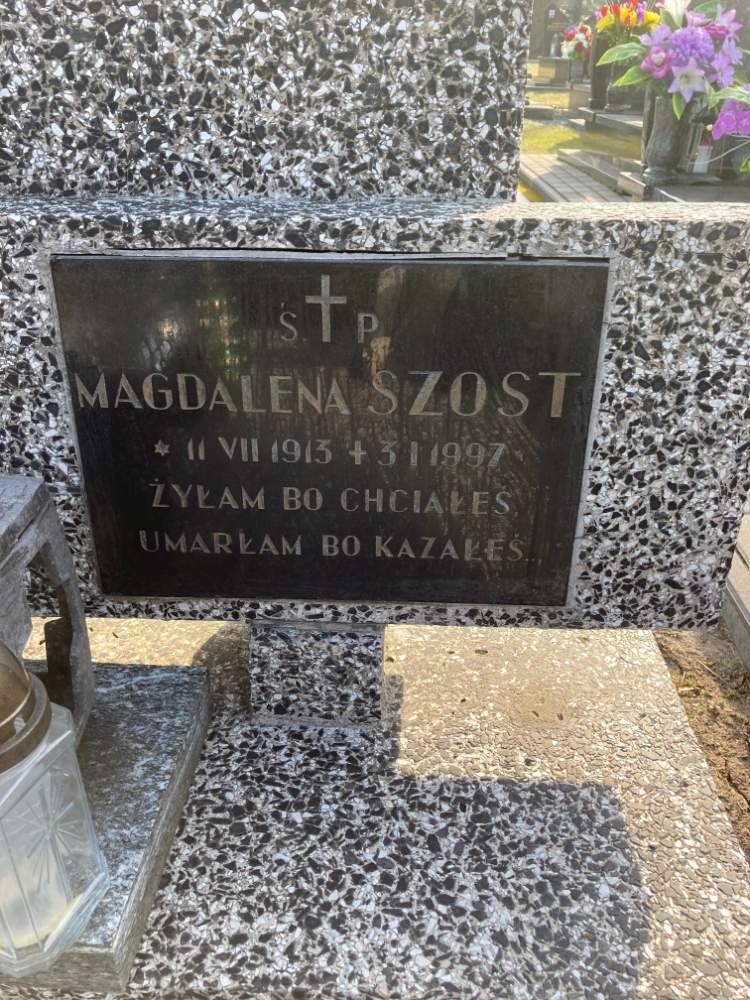 Ś P
MAGDALENA SZOST
* 11 VII 1913 + 3 I 1997
ŻYŁAM BO CHCIAŁEŚ
UMARŁAM BO KAZAŁEŚ